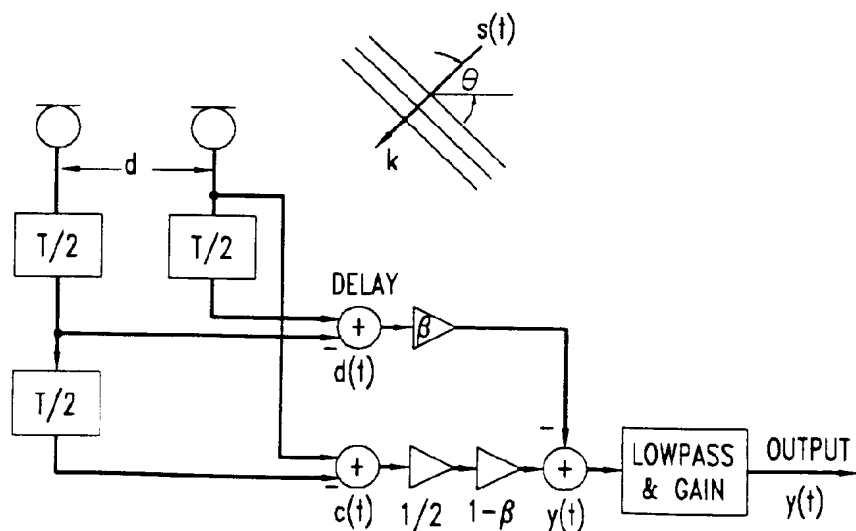 s(t)
θ
k
d
T/2
T/2
DELAY
+
β
-
d(t)
T/2
-
+
-
c(t)
1/2
1-β
+
y(t)
LOWPASS
& GAIN
OUTPUT
y(t)